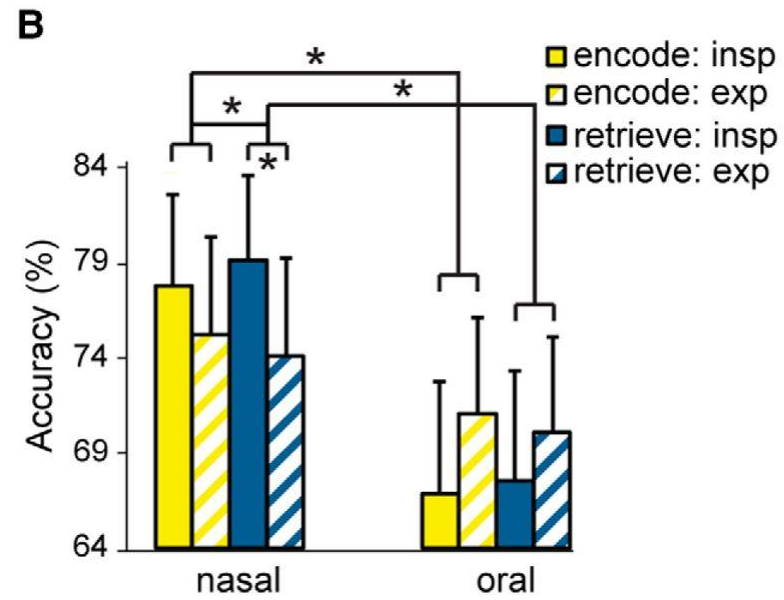 B
*
*
*
*
encode: insp
encode: exp
retrieve: insp
retrieve: exp
Accuracy (%)
84
79
74
69
64
nasal
oral